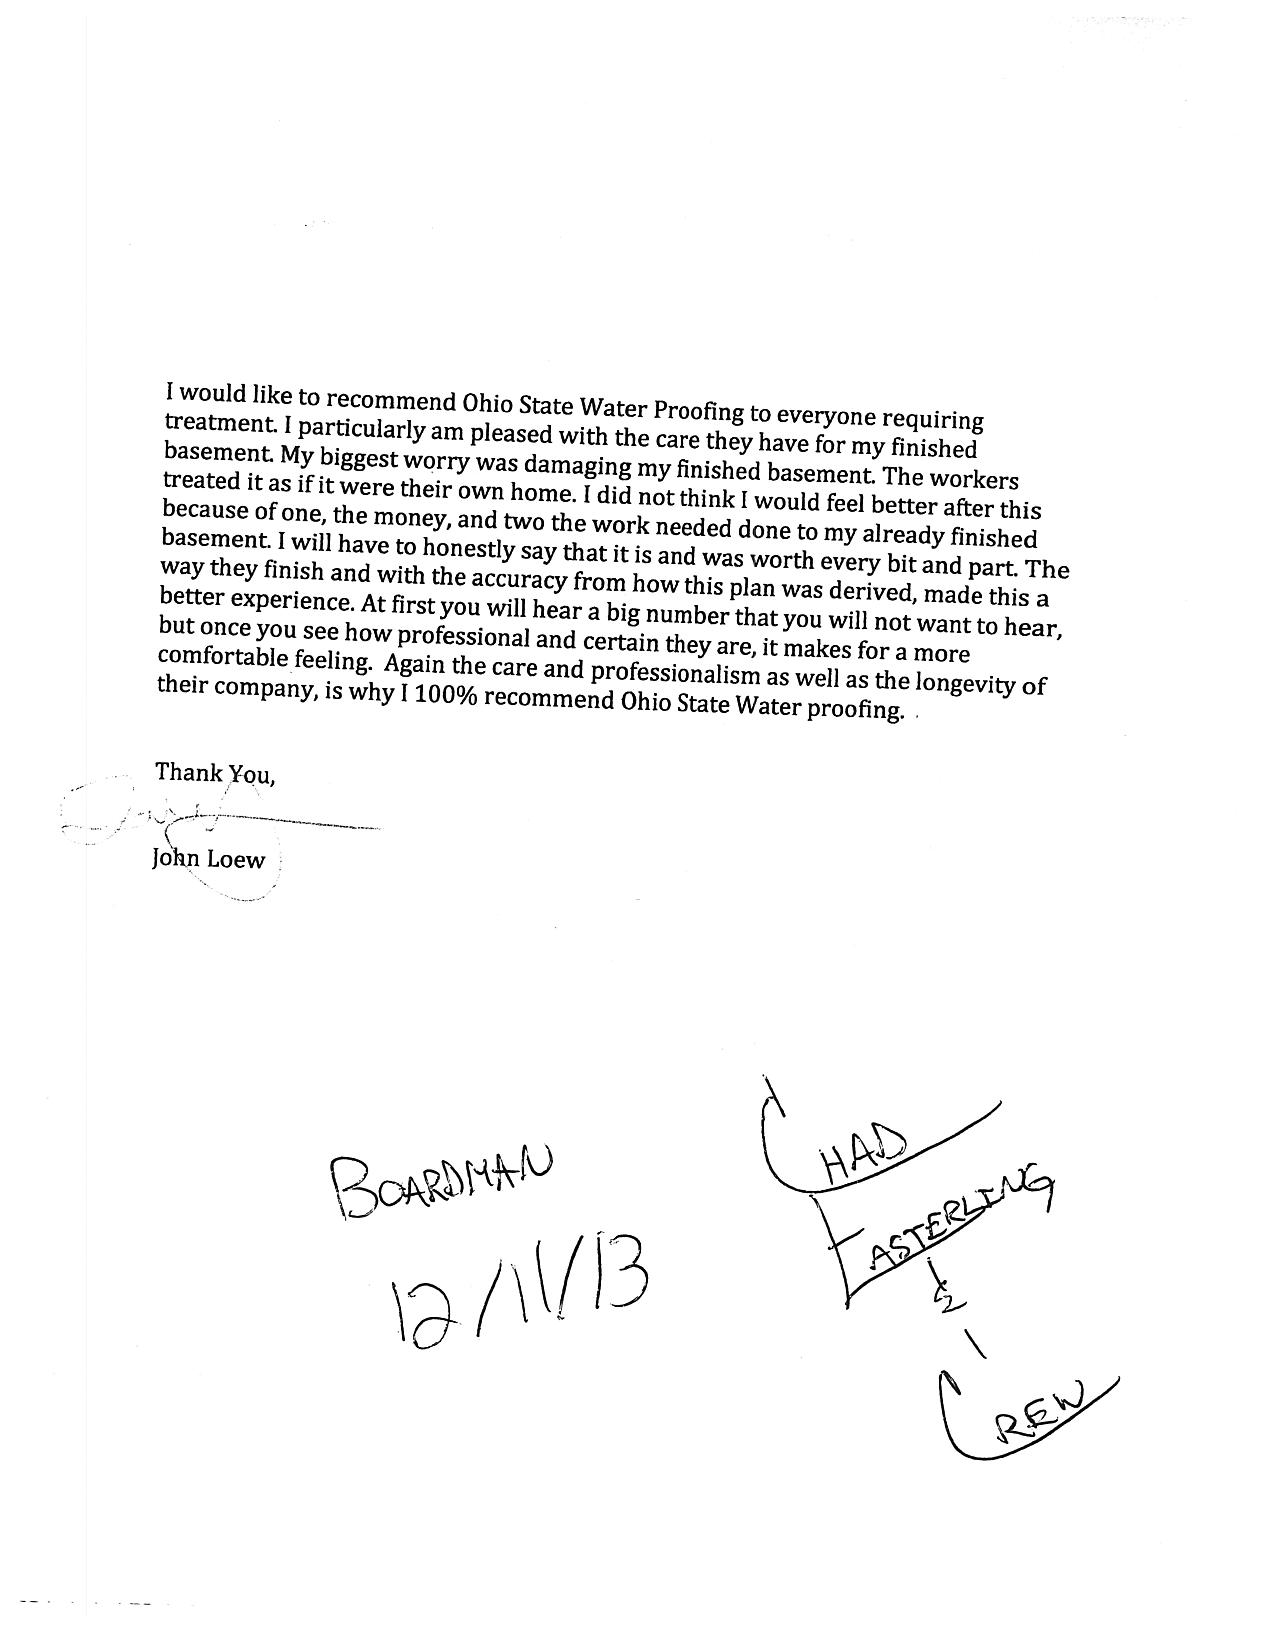 I would like to recommend Ohio State Water Proofing to everyone requiring
treatment. I particularly am pleased with the care they have for my finished
basement. My biggest worry was damaging my finished basement. The workers
treated it as if it were their own home. I did not think I would feel better after this
because of one, the money, and two the work needed done to my already finished
basement. I will have to honestly say that it is and was worth every bit and part. The
way they finish and with the accuracy from how this plan was derived, made this a
better experience. At first you will hear a big number that you will not want to hear,
but once you see how professional and certain they are, it makes for a more
comfortable feeling.  Again the care and professionalism as well as the longevity of
their company, is why I 100% recommend Ohio State Water proofing.
Thank You,
John Loew
BOARDMAN
12/11/13
CHAD
EASTERLING
&
CREW